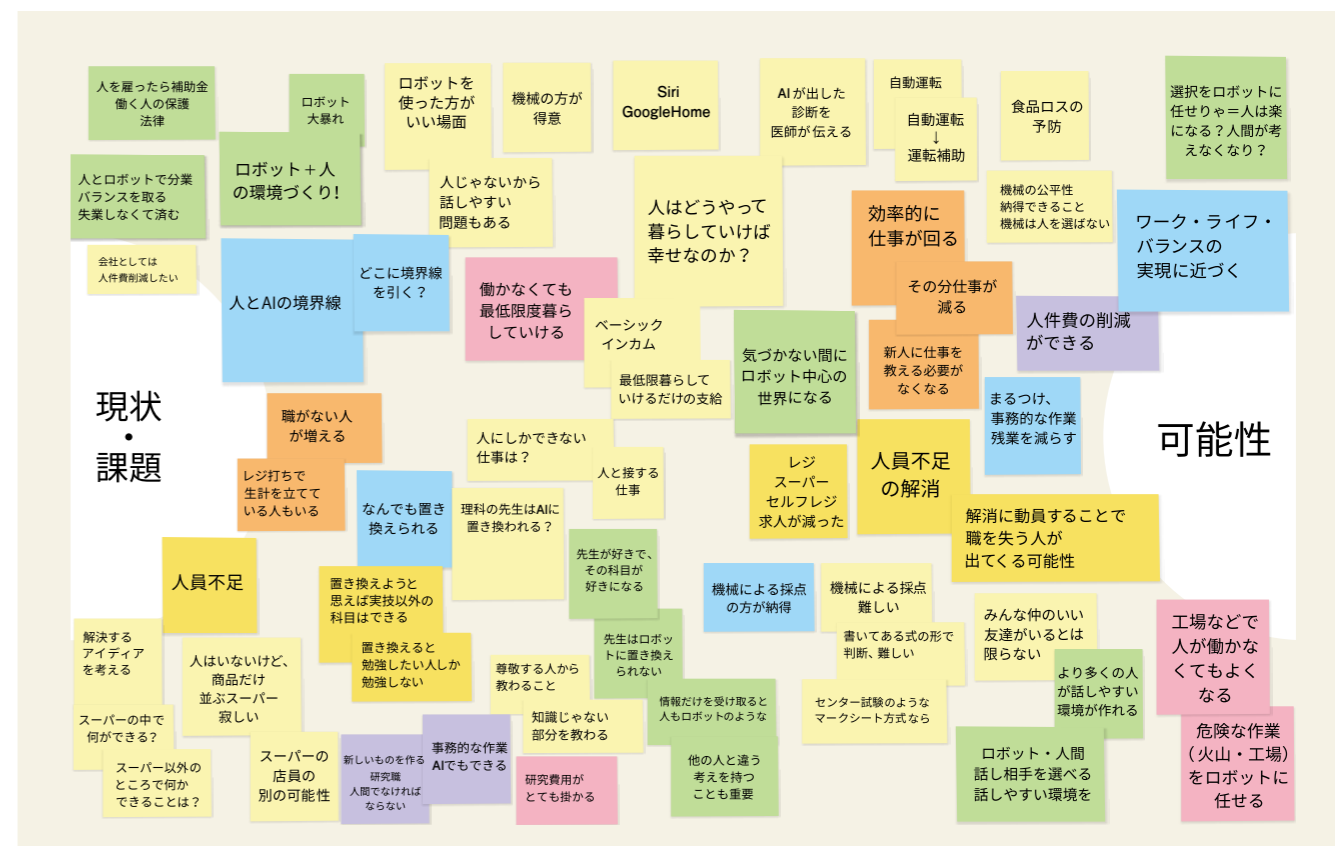 人を雇ったら補助金
働く人の保護
法律
ロボット
大暴れ
ロボットを
使った方が
いい場面
機械の方が
得意
Siri
GoogleHome
AIが出した
診断を
医師が伝える
自動運転
自動運転
↓
運転補助
食品ロスの
予防
選択をロボットに
任せりゃ＝人は楽
になる？人間が考
えなくなり？
人とロボットで分業
バランスを取る
失業しなくて済む
ロボット＋人
の環境づくり!
人じゃないから
話しやすい
問題もある
人はどうやって
暮らしていけば
幸せなのか？
効率的に
仕事が回る
機械の公平性
納得できること
機械は人を選ばない
ワーク・ライフ・
バランスの
実現に近づく
会社としては
人件費削減したい
人とAIの境界線
どこに境界線
を引く？
働かなくても
最低限度暮ら
していける
ベーシック
インカム
最低限暮らして
いけるだけの支給
気づかない間に
ロボット中心の
世界になる
その分仕事が
減る
新人に仕事を
教える必要が
なくなる
人件費の削減
ができる
まるつけ、
事務的な作業
残業を減らす
現状
・
課題
可能性
職がない人
が増える
レジ打ちで
生計を立てて
いる人もいる
なんでも置き
換えられる
人にしかできない
仕事は？
人と接する
仕事
理科の先生はAIに
置き換われる？
レジ
スーパー
セルフレジ
求人が減った
人員不足
の解消
解消に動員することで
職を失う人が
出てくる可能性
人員不足
置き換えようと
思えば実技以外の
科目はできる
置き換えると
勉強したい人しか
勉強しない
先生が好きで、
その科目が
好きになる
先生はロボッ
トに置き換え
られない
機械による採点
の方が納得
機械による採点
難しい
書いてある式の形で
判断、難しい
みんな仲のいい
友達がいるとは
限らない
より多くの人
が話しやすい
環境が作れる
工場などで
人が働かな
くてもよく
なる
解決する
アイディア
を考える
人はいないけど、
商品だけ
並ぶスーパー
寂しい
尊敬する人から
教わること
知識じゃない
部分を教わる
情報だけを受け取ると
人もロボットのような
センター試験のような
マークシート方式なら
スーパーの中で
何ができる？
スーパー以外の
ところで何か
できることは？
スーパーの
店員の
別の可能性
新しいものを作る
研究職
人間でなければ
ならない
事務的な作業
AIでもできる
研究費用が
とても掛かる
他の人と違う
考えを持つ
ことも重要
ロボット・人間
話し相手を選べる
話しやすい環境を
危険な作業
（火山・工場）
をロボットに
任せる